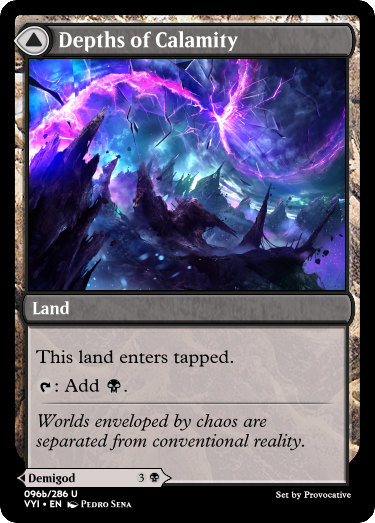 Depths of Calamity
Land
This land enters tapped.
: Add .
Worlds enveloped by chaos are
separated from conventional reality.
Demigod 3
096b/286 U
VYI • EN Pedro Sena
Set by Provocative